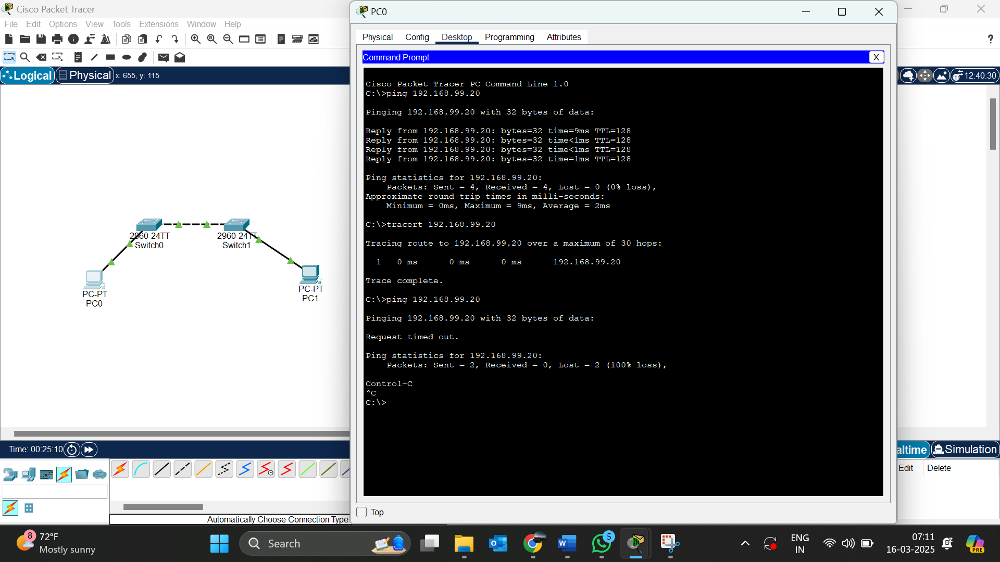 Cisco Packet Tracer
File Edit Options View Tools Extensions Window Help
?
Logical Physical x: 655, y: 115
12:40:30
2960-24TT
Switch0
2960-24TT
Switch1
PC-PT
PC0
PC-PT
PC1
Time: 00:25:10
altime Simulation
Edit Delete
Automatically Choose Connection Type
PC0
Physical Config Desktop Programming Attributes
Command Prompt X
Cisco Packet Tracer PC Command Line 1.0
C:\>ping 192.168.99.20
Pinging 192.168.99.20 with 32 bytes of data:
Reply from 192.168.99.20: bytes=32 time=9ms TTL=128
Reply from 192.168.99.20: bytes=32 time<1ms TTL=128
Reply from 192.168.99.20: bytes=32 time<1ms TTL=128
Reply from 192.168.99.20: bytes=32 time=1ms TTL=128
Ping statistics for 192.168.99.20:
Packets: Sent = 4, Received = 4, Lost = 0 (0% loss),
Approximate round trip times in milli-seconds:
Minimum = 0ms, Maximum = 9ms, Average = 2ms
C:\>tracert 192.168.99.20
Tracing route to 192.168.99.20 over a maximum of 30 hops:
1 0 ms 0 ms 0 ms 192.168.99.20
Trace complete.
C:\>ping 192.168.99.20
Pinging 192.168.99.20 with 32 bytes of data:
Request timed out.
Ping statistics for 192.168.99.20:
Packets: Sent = 2, Received = 0, Lost = 2 (100% loss),
Control-C
^C
C:\>
Top
8
72°F
Mostly sunny
Search
5
ENG
IN
07:11
16-03-2025
PRE